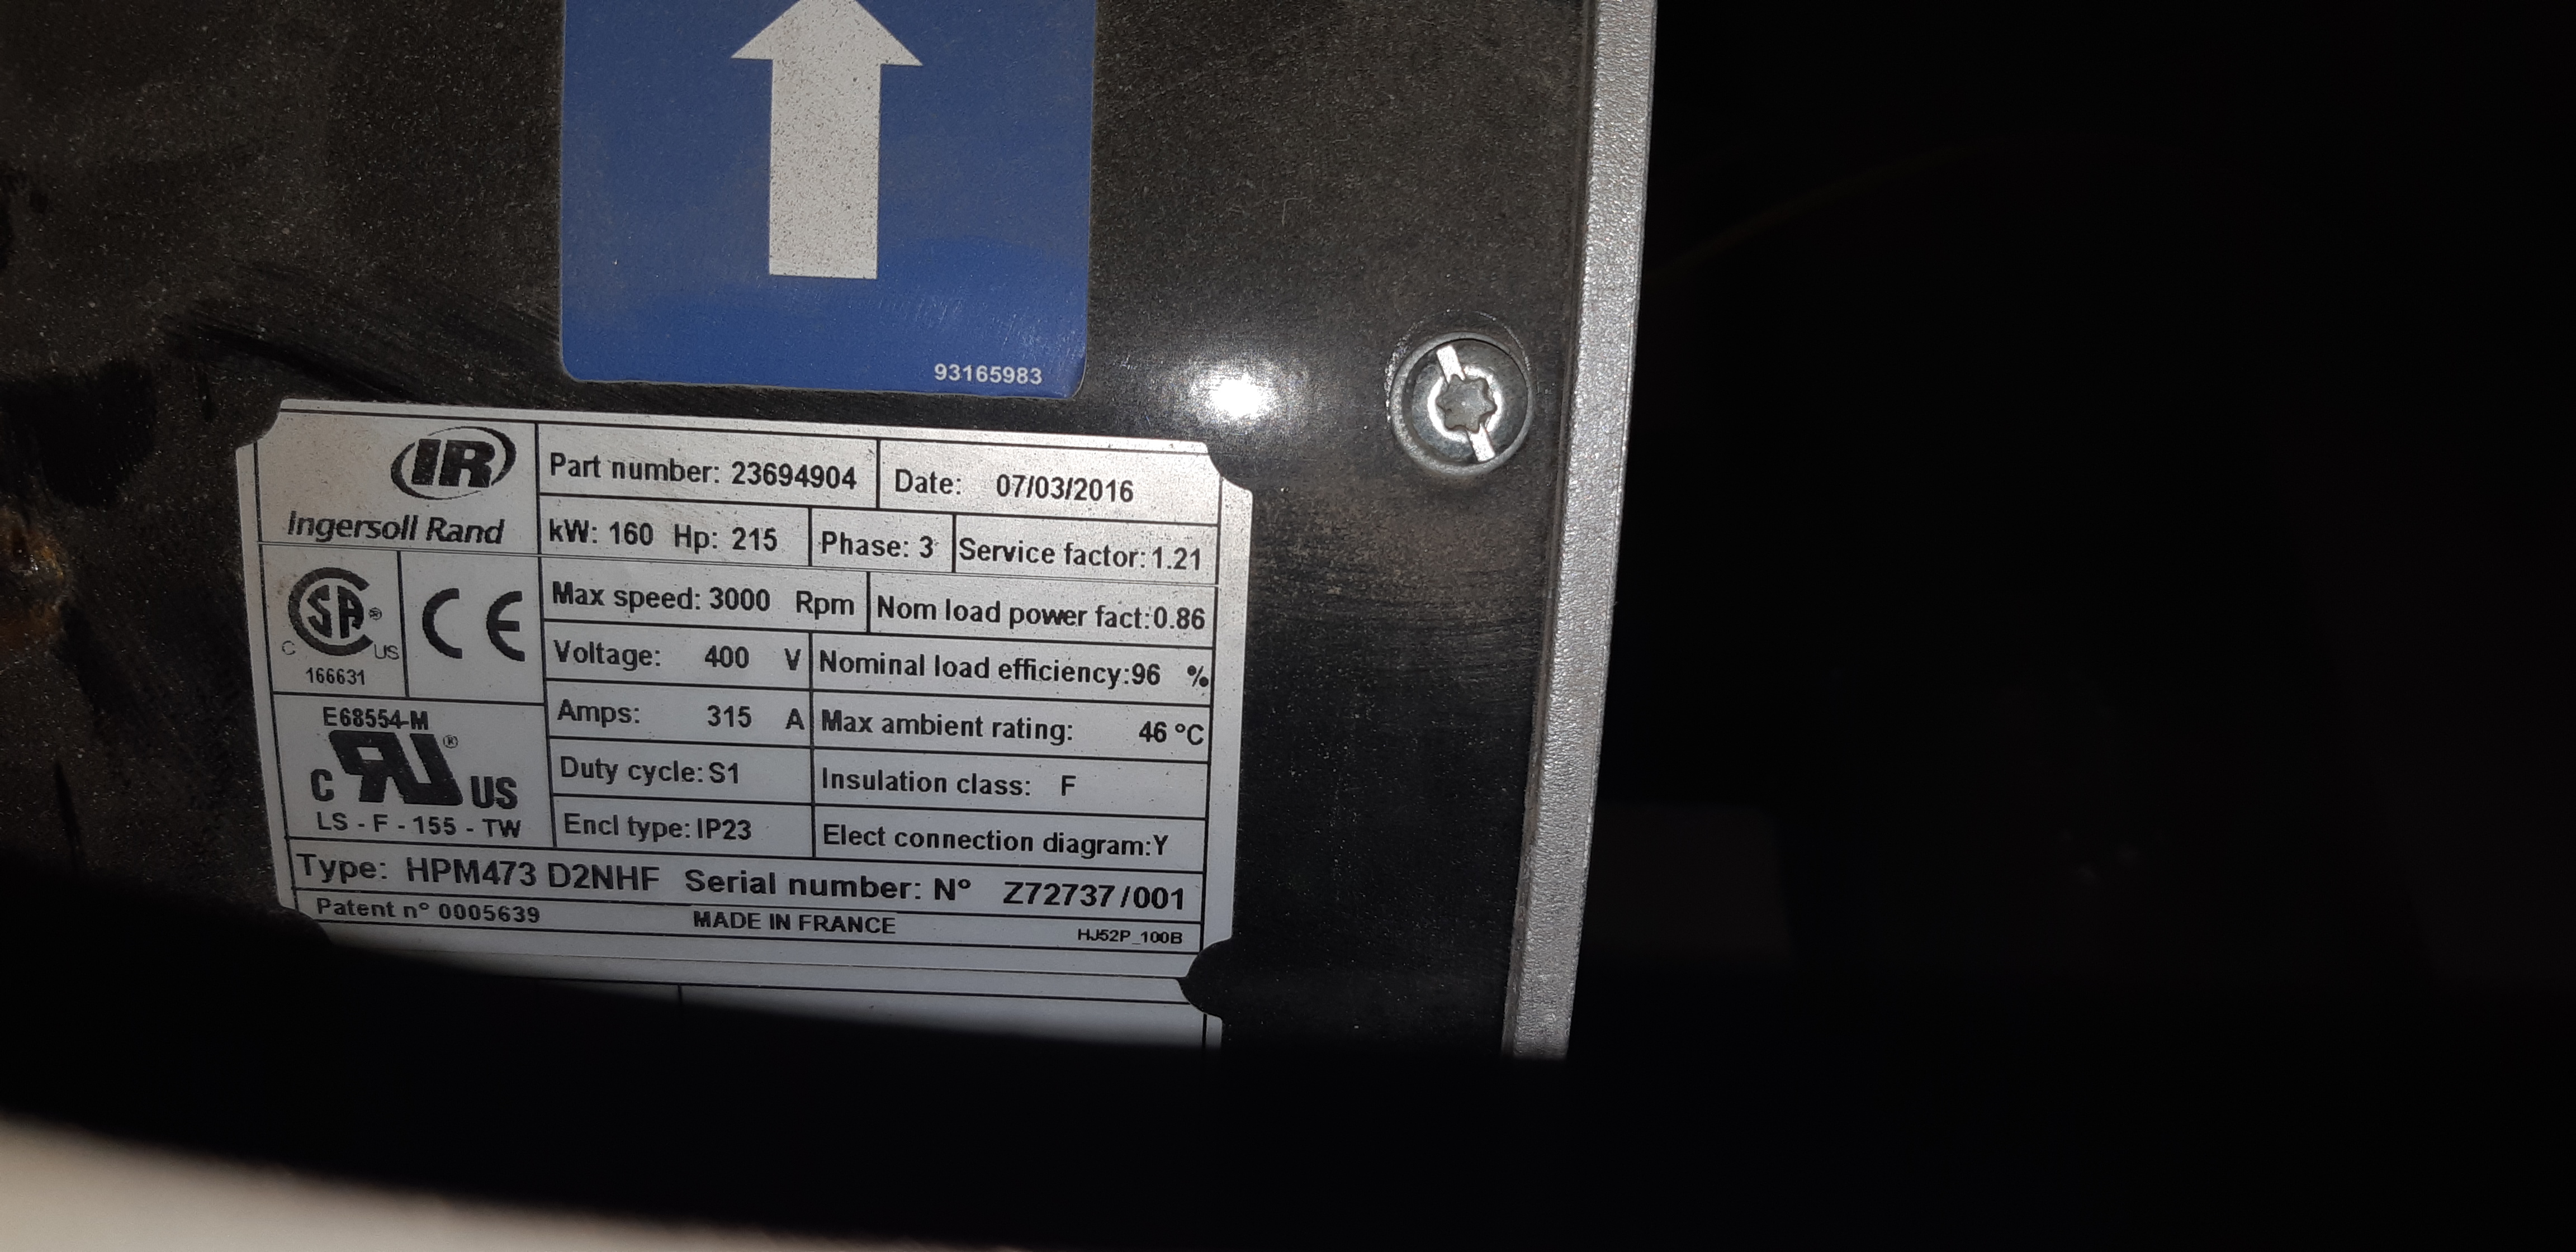 93165983
IR
Ingersoll Rand
Part number: 23694904 Date: 07/03/2016
kW: 160 Hp: 215 Phase: 3 Service factor: 1.21
Max speed: 3000 Rpm Nom load power fact:0.86
Voltage: 400 V Nominal load efficiency:96 %
Amps: 315 A Max ambient rating: 46 °C
Duty cycle: S1 Insulation class: F
Encl type: IP23 Elect connection diagram:Y
C SA ® US
166631
CE
E68554-M
C RU ® US
LS - F - 155 - TW
Type: HPM473 D2NHF Serial number: N° Z72737/001
Patent n° 0005639 MADE IN FRANCE HJ52P_100B